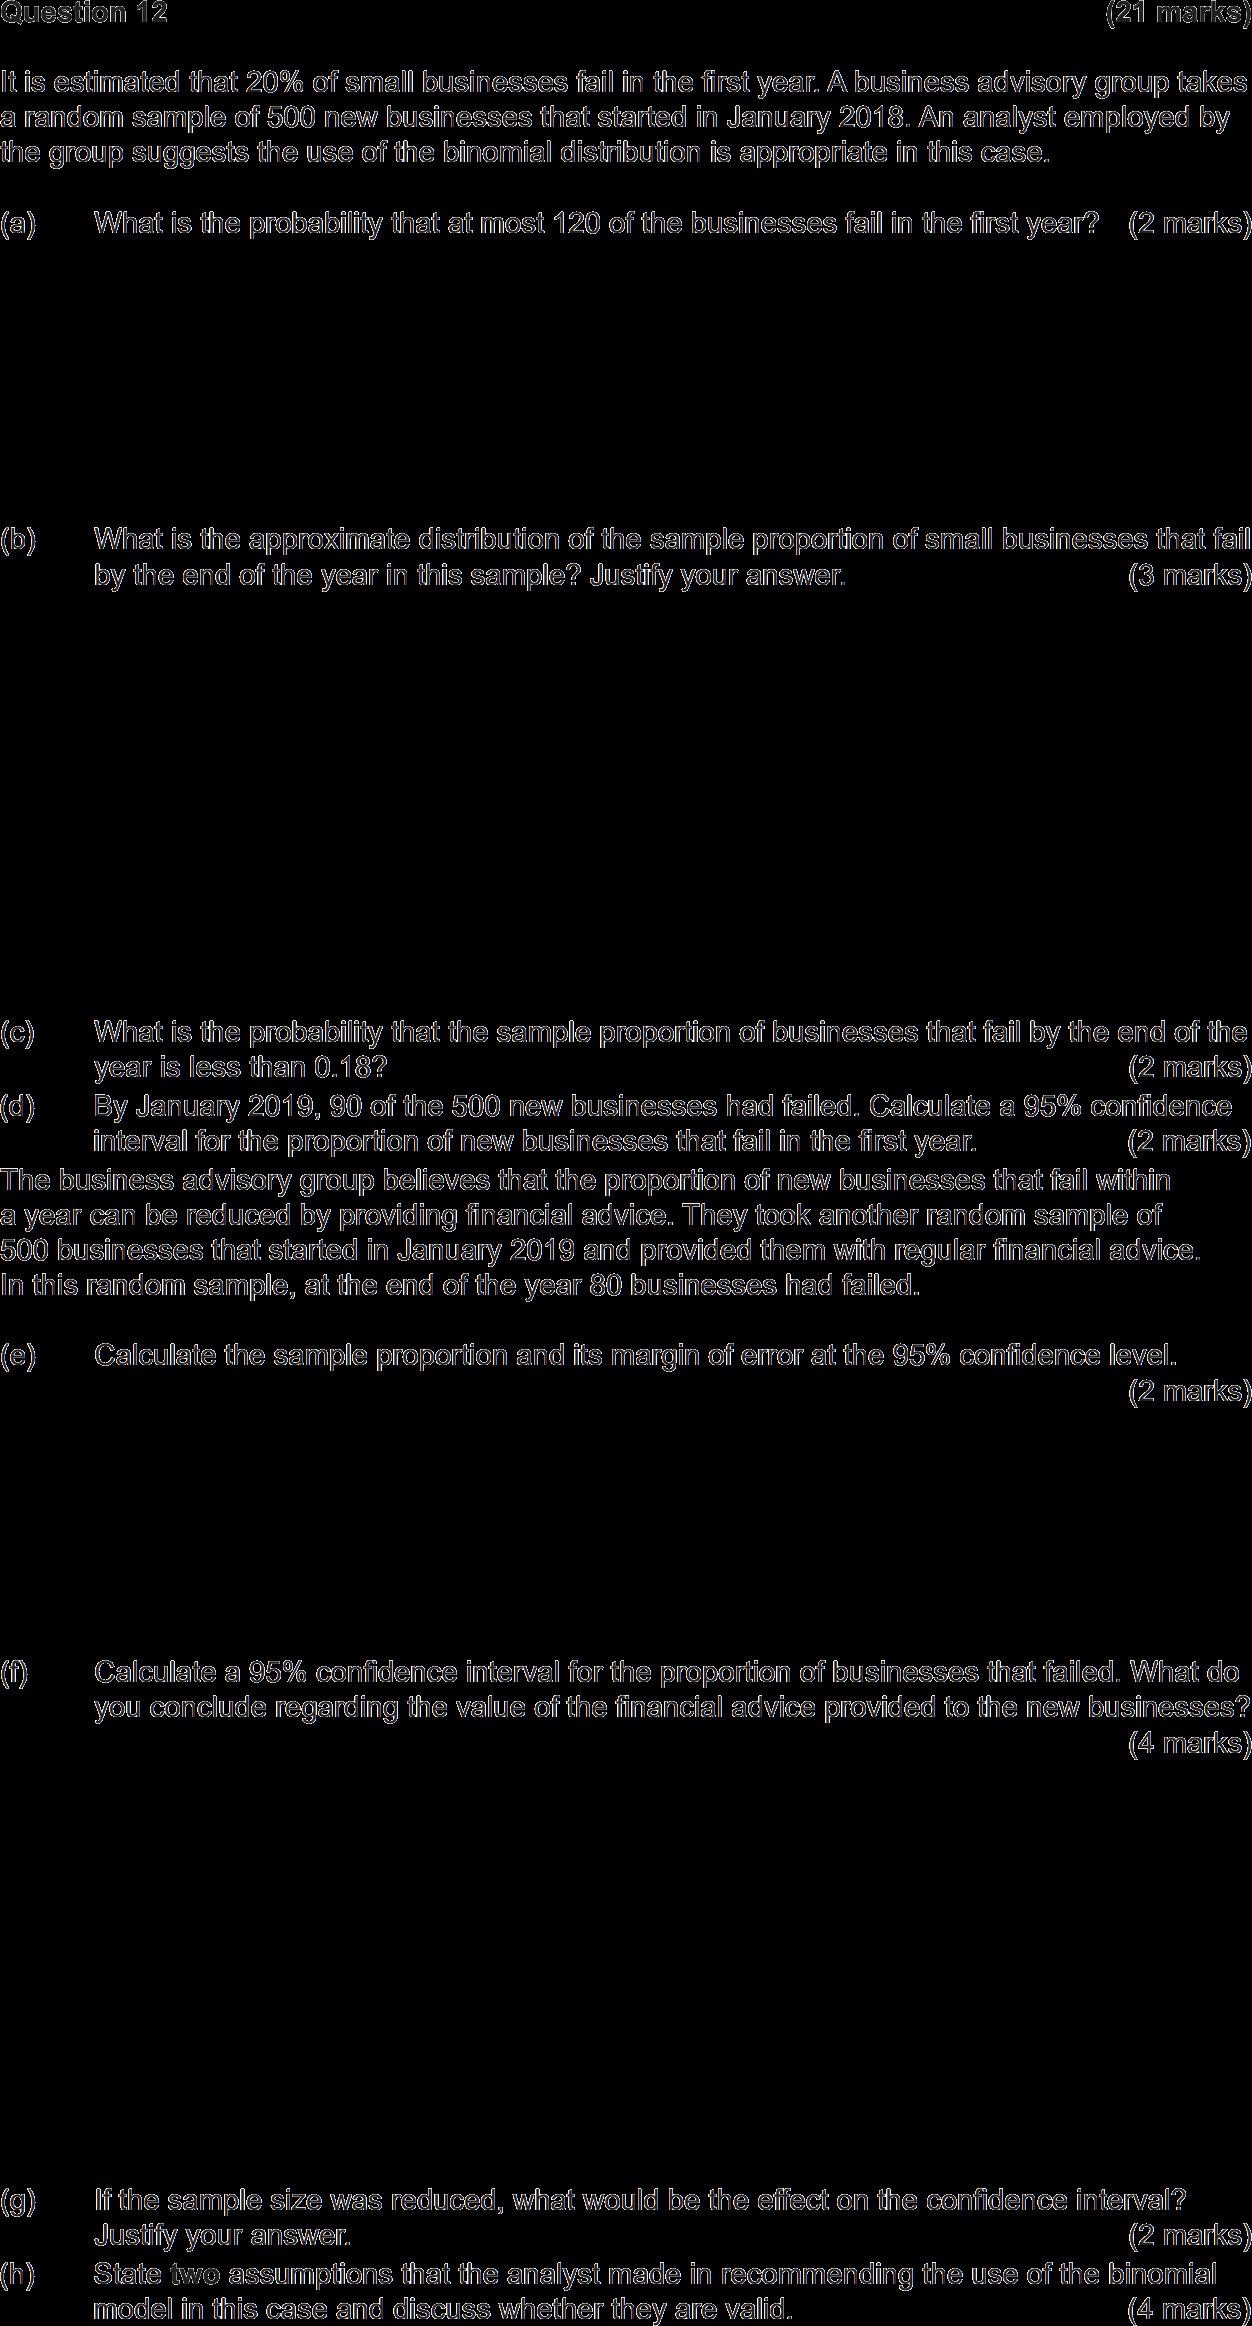 Question 12 (21 marks)
It is estimated that 20% of small businesses fail in the first year. A business advisory group takes
a random sample of 500 new businesses that started in January 2018. An analyst employed by
the group suggests the use of the binomial distribution is appropriate in this case.
(a) What is the probability that at most 120 of the businesses fail in the first year? (2 marks)
(b) What is the approximate distribution of the sample proportion of small businesses that fail
by the end of the year in this sample? Justify your answer. (3 marks)
(c) What is the probability that the sample proportion of businesses that fail by the end of the
year is less than 0.18? (2 marks)
(d) By January 2019, 90 of the 500 new businesses had failed. Calculate a 95% confidence
interval for the proportion of new businesses that fail in the first year. (2 marks)
The business advisory group believes that the proportion of new businesses that fail within
a year can be reduced by providing financial advice. They took another random sample of
500 businesses that started in January 2019 and provided them with regular financial advice.
In this random sample, at the end of the year 80 businesses had failed.
(e) Calculate the sample proportion and its margin of error at the 95% confidence level.
(2 marks)
(f) Calculate a 95% confidence interval for the proportion of businesses that failed. What do
you conclude regarding the value of the financial advice provided to the new businesses?
(4 marks)
(g) If the sample size was reduced, what would be the effect on the confidence interval?
Justify your answer. (2 marks)
(h) State two assumptions that the analyst made in recommending the use of the binomial
model in this case and discuss whether they are valid. (4 marks)